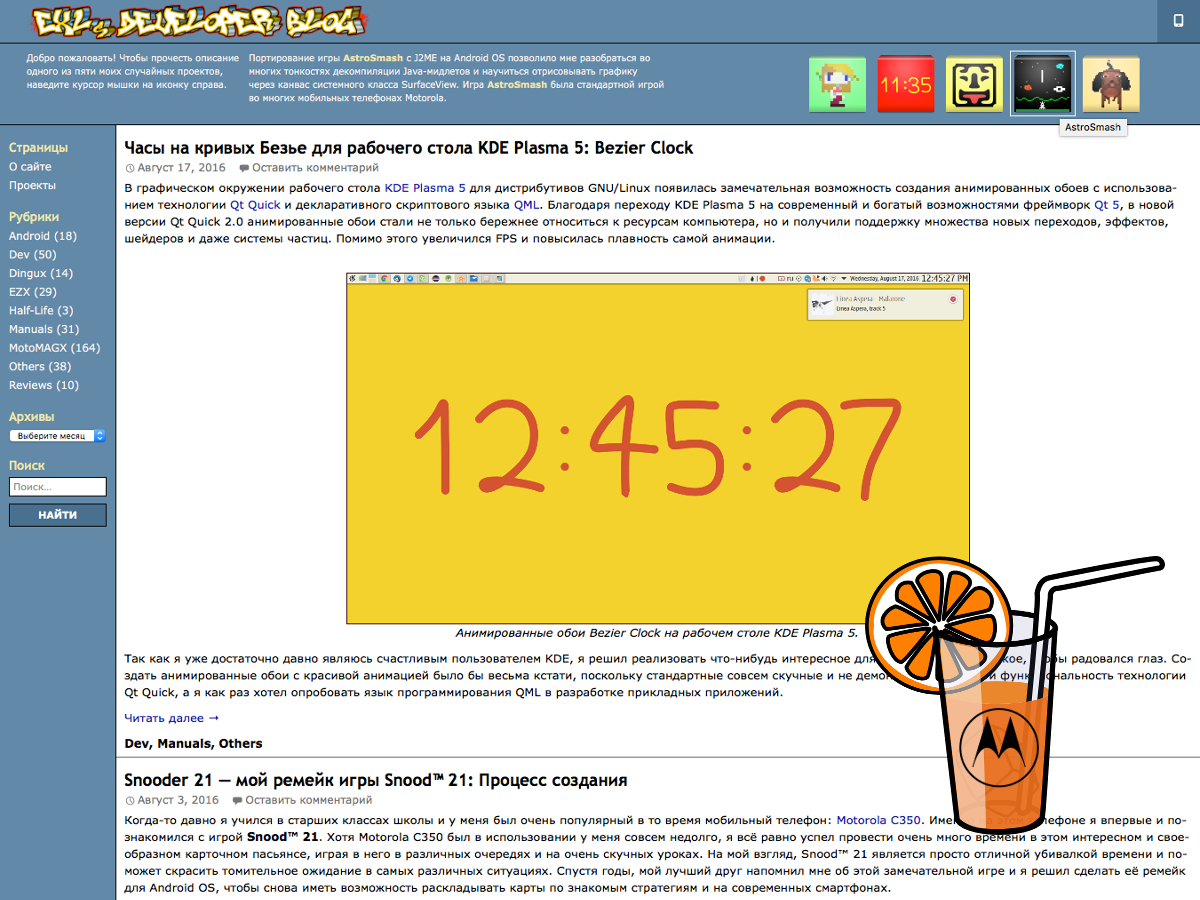 EXL's DEVELOPER BLOG
Добро пожаловать! Чтобы прочесть описание
одного из пяти моих случайных проектов,
наведите курсор мышки на иконку справа.
Портирование игры AstroSmash с J2ME на Android OS позволило мне разобраться во
многих тонкостях декомпиляции Java-мидлетов и научиться отрисовывать графику
через канвас системного класса SurfaceView. Игра AstroSmash была стандартной игрой
во многих мобильных телефонах Motorola.
11:35
AstroSmash
Страницы
О сайте
Проекты
Рубрики
Android (18)
Dev (50)
Dingux (14)
EZX (29)
Half-Life (3)
Manuals (31)
MotoMAGX (164)
Others (38)
Reviews (10)
Архивы
Выберите месяц
Поиск
Поиск...
НАЙТИ
Часы на кривых Безье для рабочего стола KDE Plasma 5: Bezier Clock
Август 17, 2016 Оставить комментарий
В графическом окружении рабочего стола KDE Plasma 5 для дистрибутивов GNU/Linux появилась замечательная возможность создания анимированных обоев с использова-
нием технологии Qt Quick и декларативного скриптового языка QML. Благодаря переходу KDE Plasma 5 на современный и богатый возможностями фреймворк Qt 5, в новой
версии Qt Quick 2.0 анимированные обои стали не только бережнее относиться к ресурсам компьютера, но и получили поддержку множества новых переходов, эффектов,
шейдеров и даже системы частиц. Помимо этого увеличился FPS и повысилась плавность самой анимации.
ru Wednesday, August 17, 2016 12:45:27 PM
Linea Aspera - Malarone
Linea Aspera, track 5
12:45:27
Анимированные обои Bezier Clock на рабочем столе KDE Plasma 5.
Так как я уже достаточно давно являюсь счастливым пользователем KDE, я решил реализовать что-нибудь интересное для кое, чтобы радовался глаз. Со-
здать анимированные обои с красивой анимацией было бы весьма кстати, поскольку стандартные совсем скучные и не демон и функциональность технологии
Qt Quick, а я как раз хотел опробовать язык программирования QML в разработке прикладных приложений.
Читать далее →
Dev, Manuals, Others
Snooder 21 — мой ремейк игры Snood™ 21: Процесс создания
Август 3, 2016 Оставить комментарий
Когда-то давно я учился в старших классах школы и у меня был очень популярный в то время мобильный телефон: Motorola C350. Именно на этом телефоне я впервые и по-
знакомился с игрой Snood™ 21. Хотя Motorola C350 был в использовании у меня совсем недолго, я всё равно успел провести очень много времени в этом интересном и свое-
образном карточном пасьянсе, играя в него в различных очередях и на очень скучных уроках. На мой взгляд, Snood™ 21 является просто отличной убивалкой времени и по-
может скрасить томительное ожидание в самых различных ситуациях. Спустя годы, мой лучший друг напомнил мне об этой замечательной игре и я решил сделать её ремейк
для Android OS, чтобы снова иметь возможность раскладывать карты по знакомым стратегиям и на современных смартфонах.